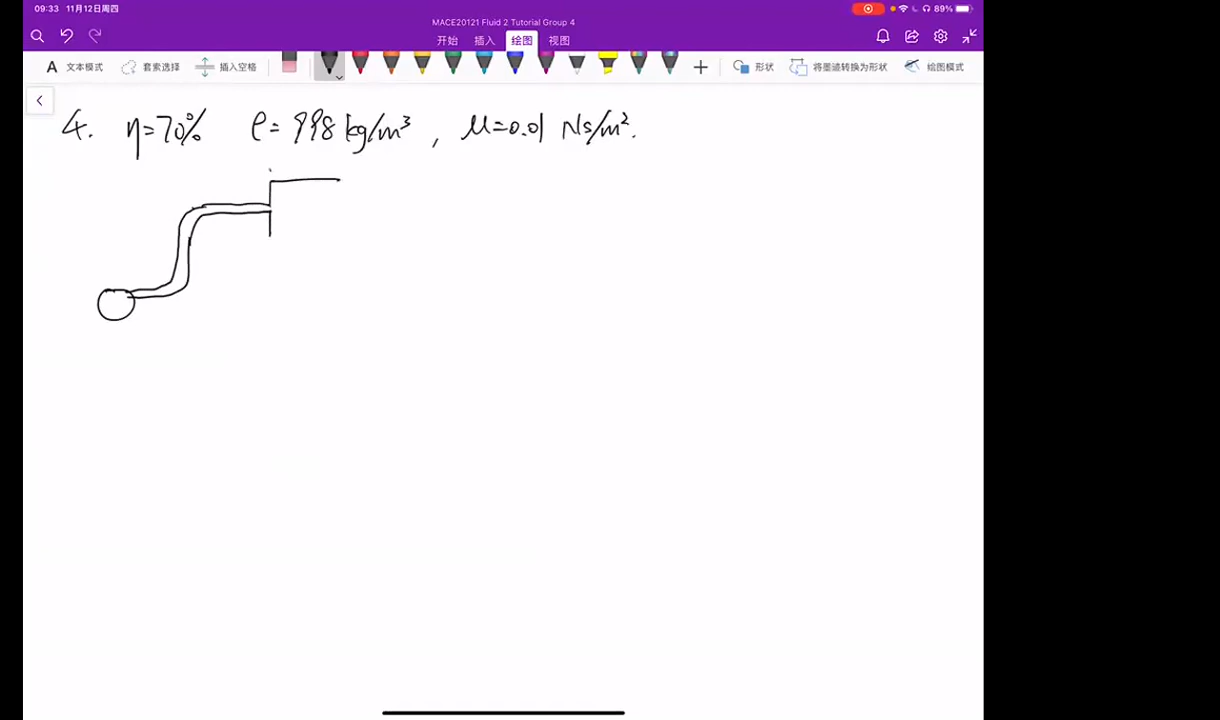 09:33 11月12日周四
89%
MACE20121 Fluid 2 Tutorial Group 4
开始 插入 绘图 视图
A 文本模式 套索选择 插入空格 形状 将墨迹转换为形状 绘图模式
4. η=70% ρ= 998 kg/m³ , μ=0.01 Ns/m².